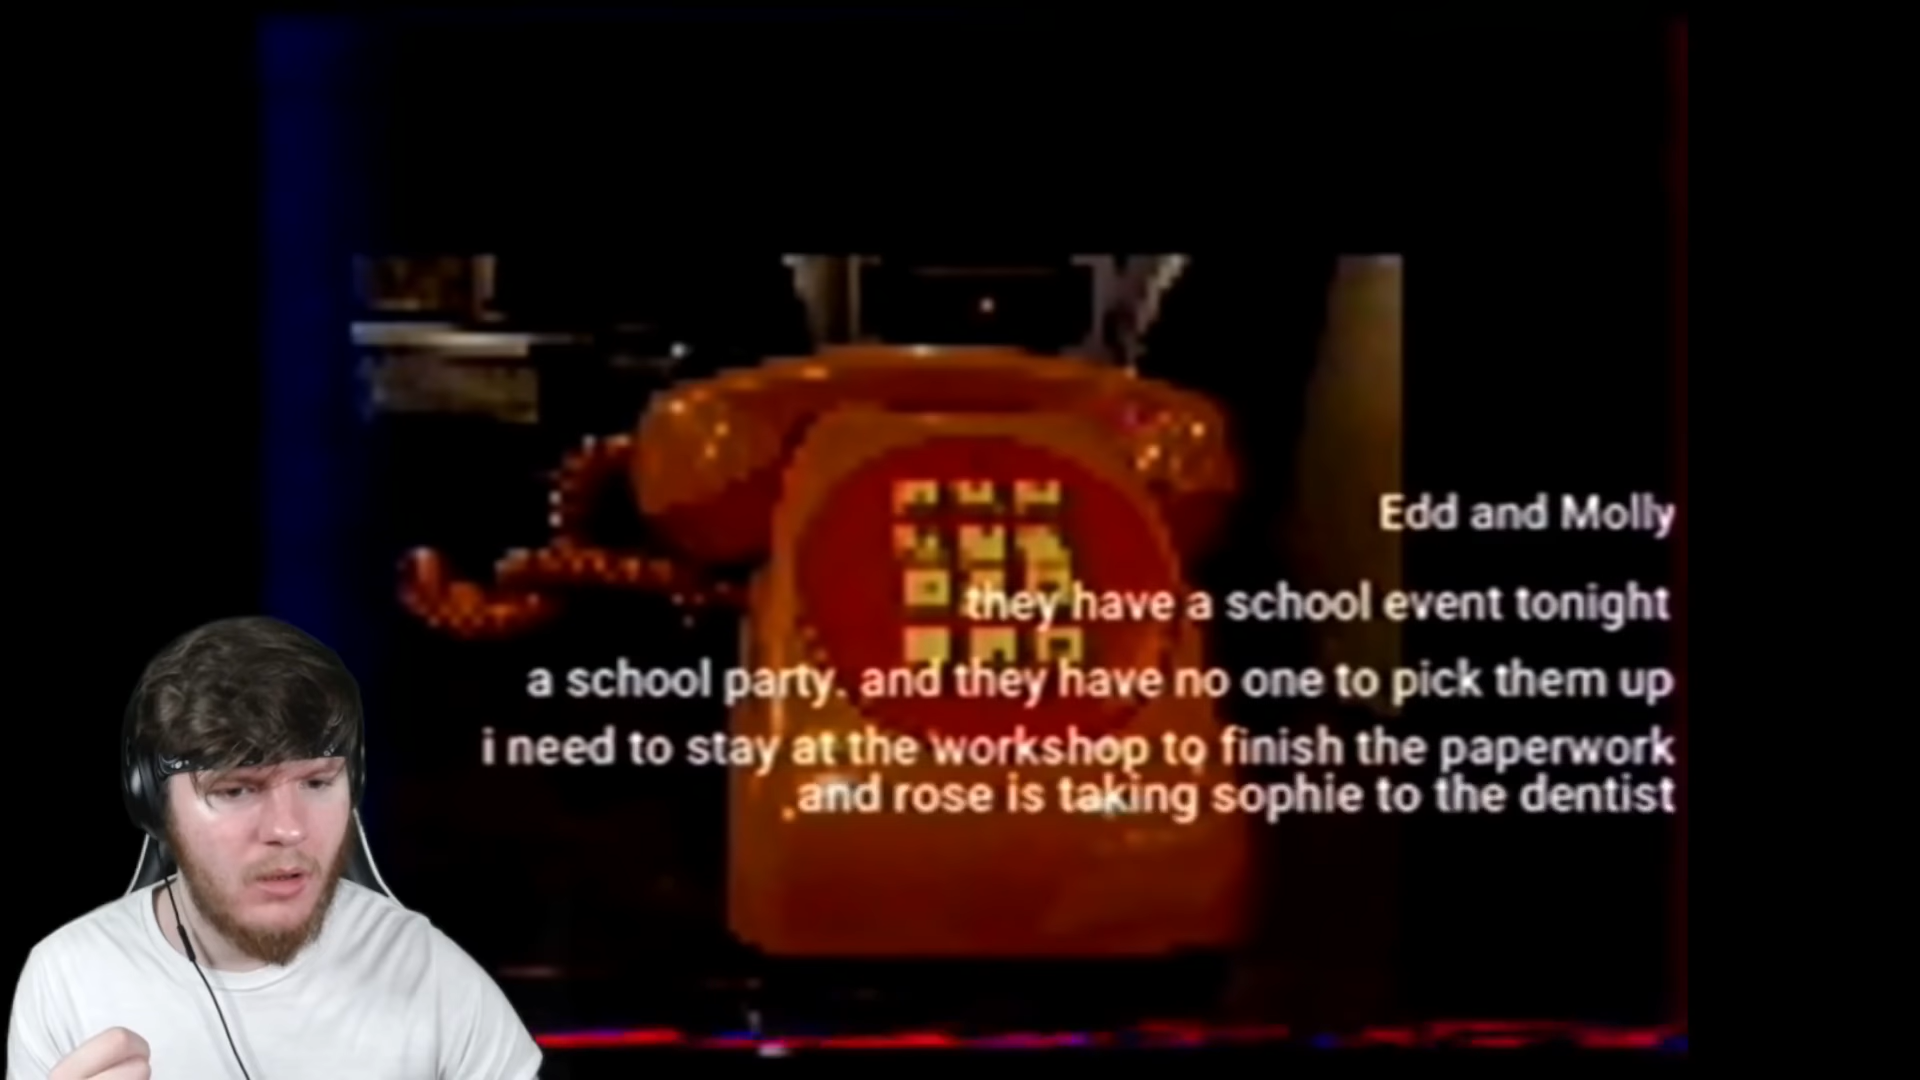 Edd and Molly
they have a school event tonight
a school party. and they have no one to pick them up
i need to stay at the workshop to finish the paperwork
and rose is taking sophie to the dentist